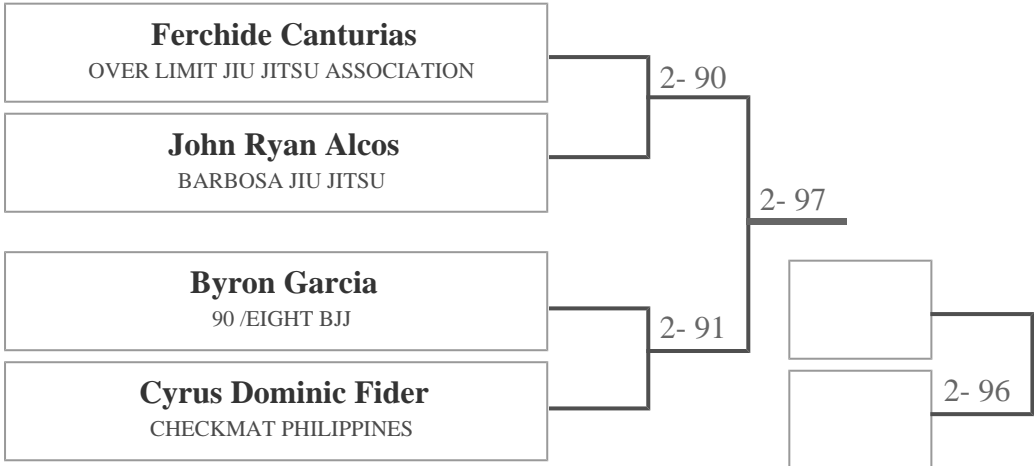 Ferchide Canturias
OVER LIMIT JIU JITSU ASSOCIATION
2- 90
John Ryan Alcos
BARBOSA JIU JITSU
2- 97
Byron Garcia
90 /EIGHT BJJ
2- 91
Cyrus Dominic Fider
CHECKMAT PHILIPPINES
2- 96